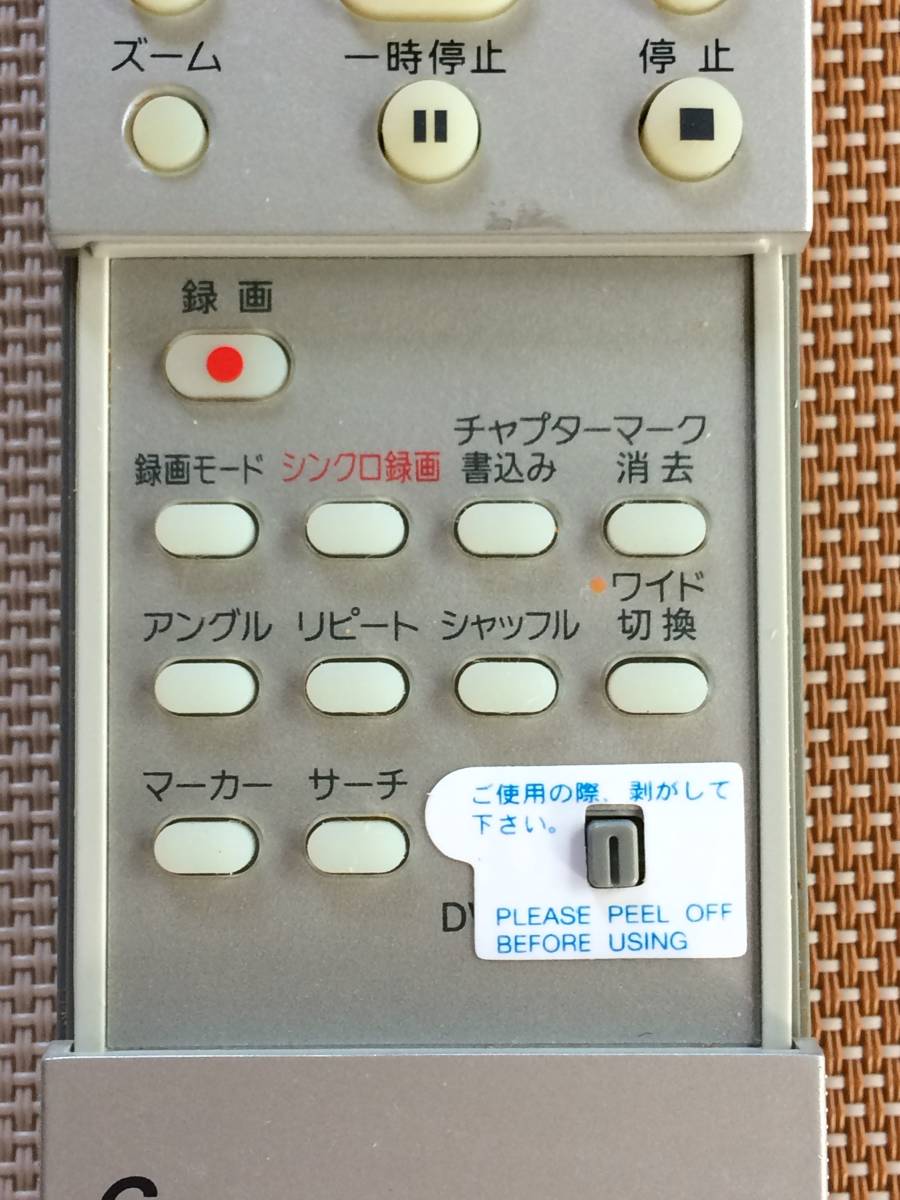 ズーム 一時停止 停止
録画
チャプターマーク
録画モード シンクロ録画 書込み 消去
ワイド
アングル リピート シャッフル 切換
マーカー サーチ
ご使用の際、剥がして
下さい。
PLEASE PEEL OFF
BEFORE USING